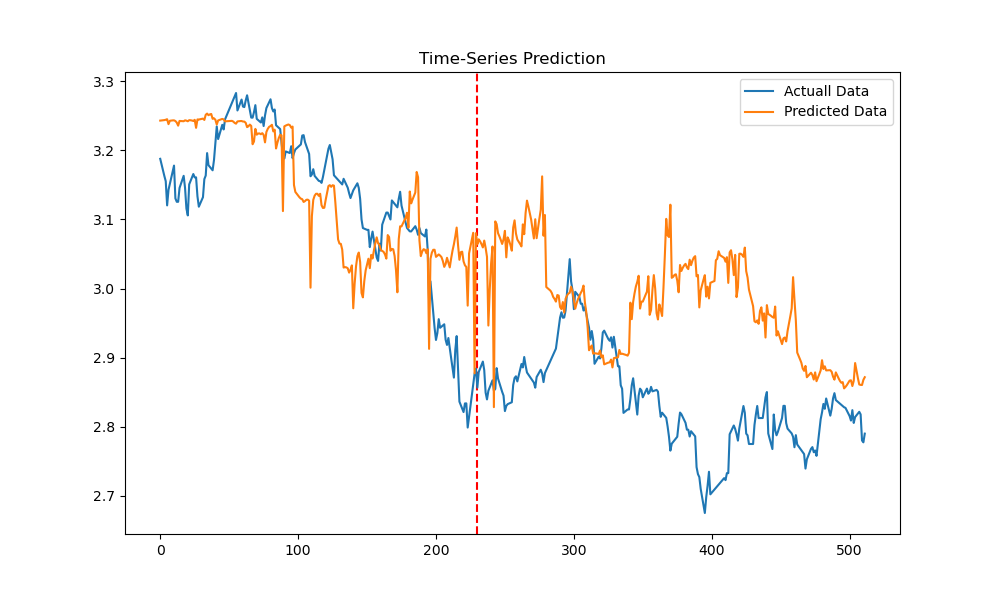 Time-Series Prediction
Actuall Data
Predicted Data
3.3
3.2
3.1
3.0
2.9
2.8
2.7
0 100 200 300 400 500